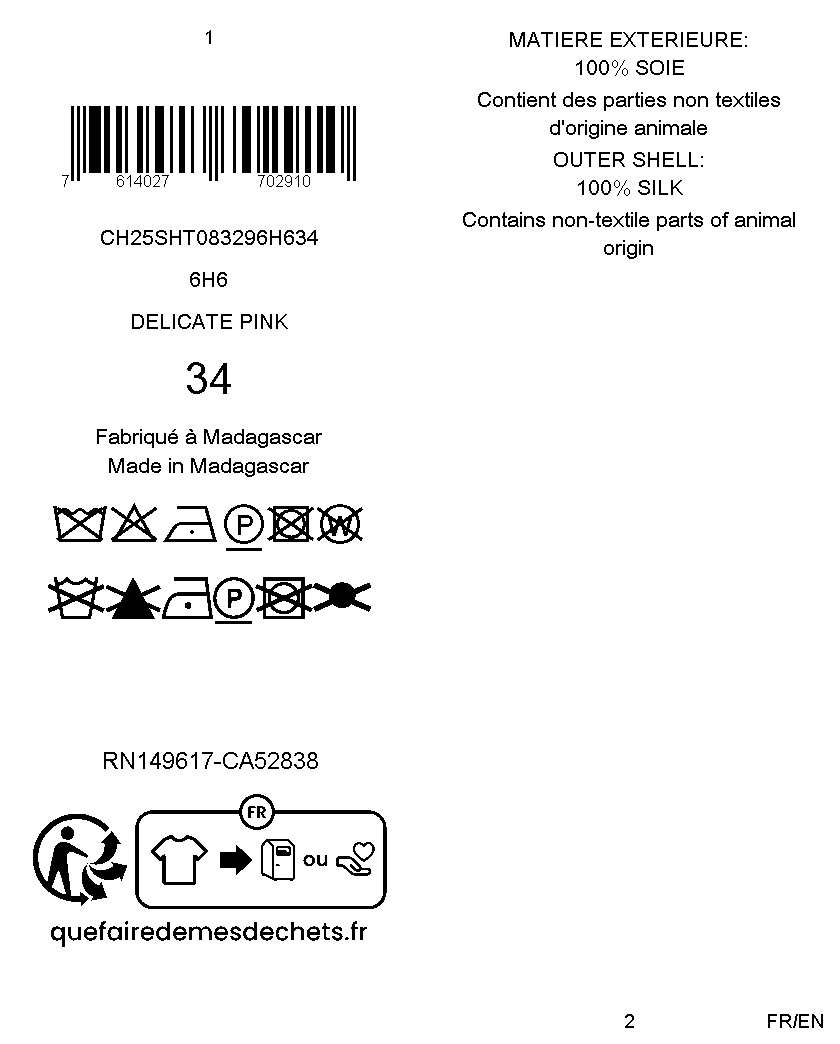 1
7 614027 702910
CH25SHT083296H634
6H6
DELICATE PINK
34
Fabriqué à Madagascar
Made in Madagascar
P W
P
RN149617-CA52838
FR
ou
quefairedemesdechets.fr
MATIERE EXTERIEURE:
100% SOIE
Contient des parties non textiles
d'origine animale
OUTER SHELL:
100% SILK
Contains non-textile parts of animal
origin
2
FR/EN